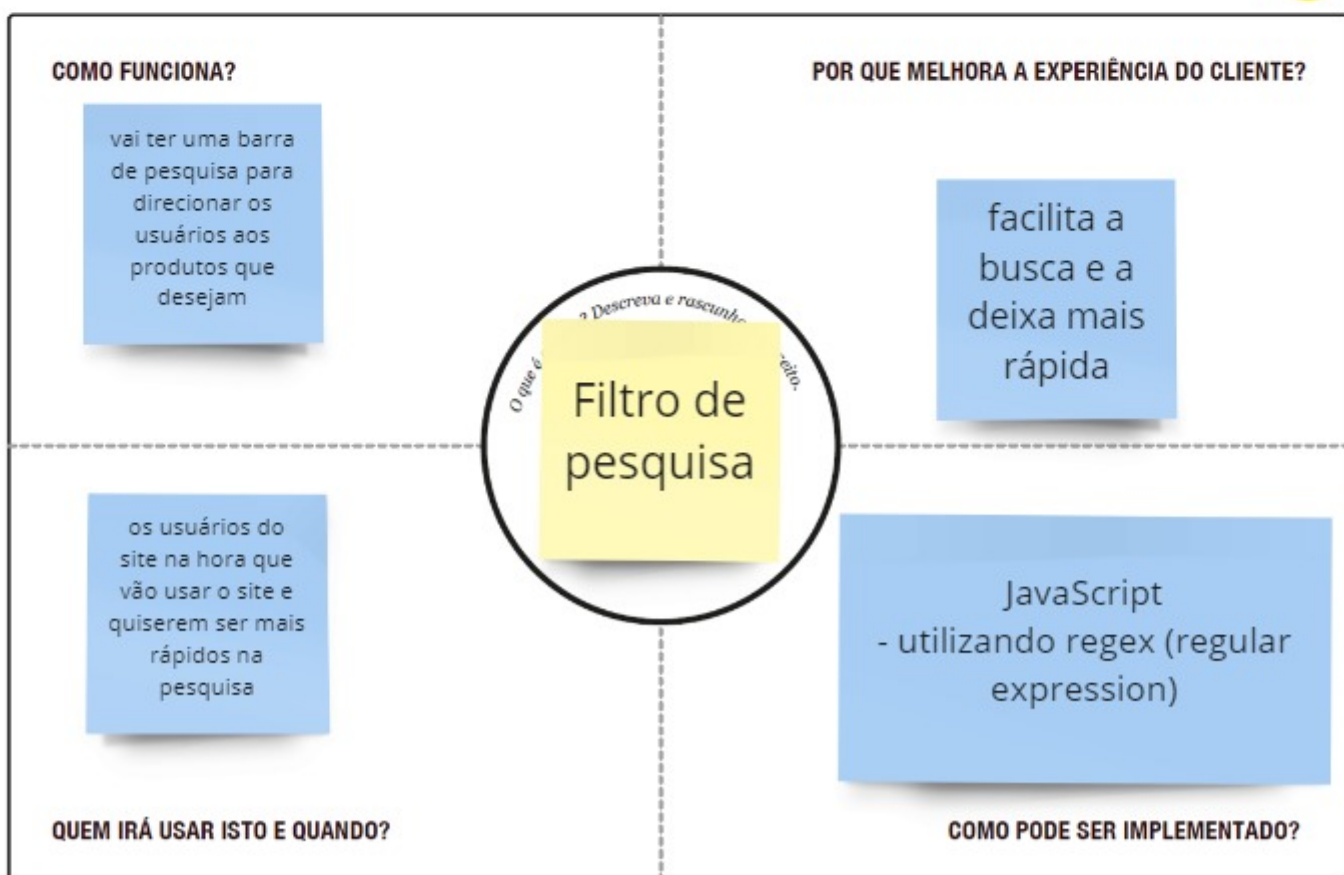 COMO FUNCIONA?
vai ter uma barra
de pesquisa para
direcionar os
usuários aos
produtos que
desejam
POR QUE MELHORA A EXPERIÊNCIA DO CLIENTE?
facilita a
busca e a
deixa mais
rápida
O que é ? Descreva e rascunhe
Filtro de
pesquisa
os usuários do
site na hora que
vão usar o site e
quiserem ser mais
rápidos na
pesquisa
QUEM IRÁ USAR ISTO E QUANDO?
JavaScript
- utilizando regex (regular
expression)
COMO PODE SER IMPLEMENTADO?